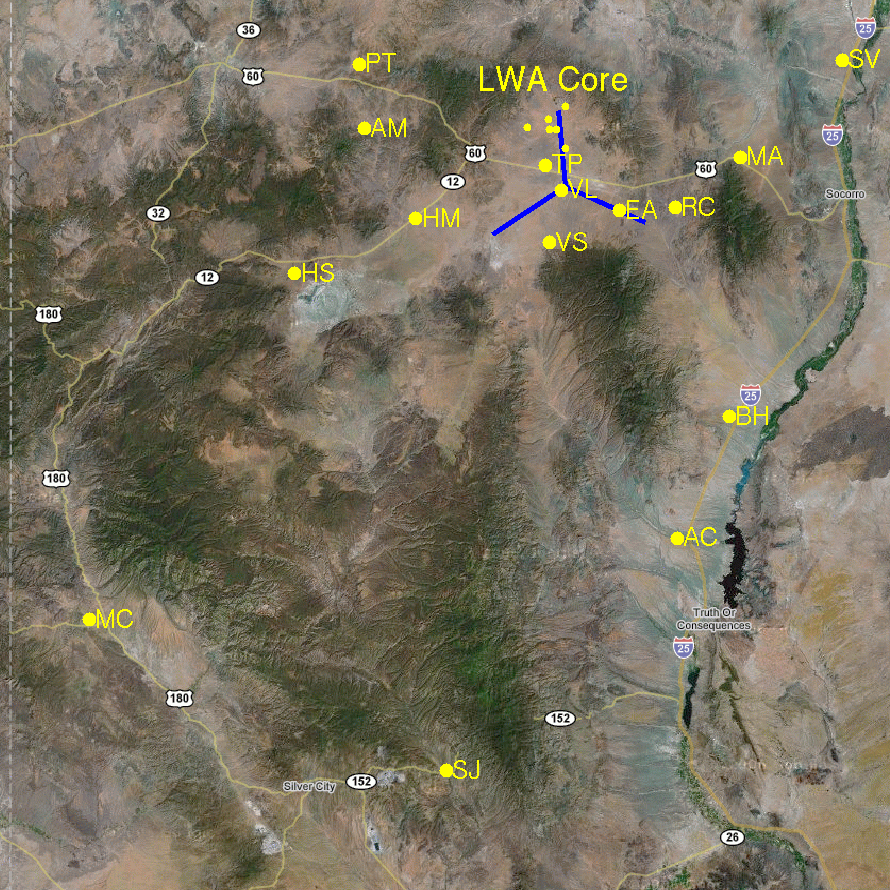 36
25
SV
PT
60
LWA Core
AM
25
60
TP
60
MA
12
VL
Socorro
32
HM
EA
RC
VS
12
HS
180
25
BH
180
AC
MC
Truth Or
Consequences
25
180
152
SJ
Silver City
152
26